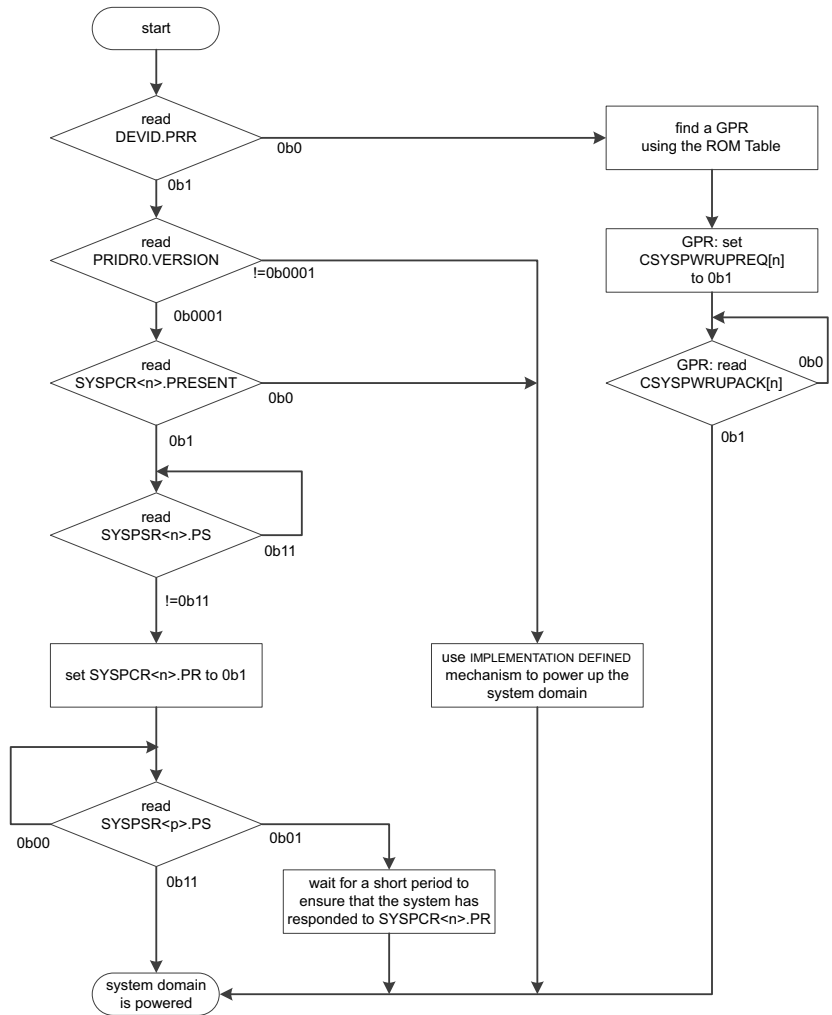 start
read
DEVID.PRR
0b0
0b1
find a GPR
using the ROM Table
read
PRIDR0.VERSION
!=0b0001
0b0001
GPR: set
CSYSPWRUPREQ[n]
to 0b1
read
SYSPCR<n>.PRESENT
0b0
0b1
GPR: read
CSYSPWRUPACK[n]
0b0
0b1
read
SYSPSR<n>.PS
0b11
!=0b11
set SYSPCR<n>.PR to 0b1
use IMPLEMENTATION DEFINED
mechanism to power up the
system domain
read
SYSPSR<p>.PS
0b00
0b01
0b11
wait for a short period to
ensure that the system has
responded to SYSPCR<n>.PR
system domain
is powered